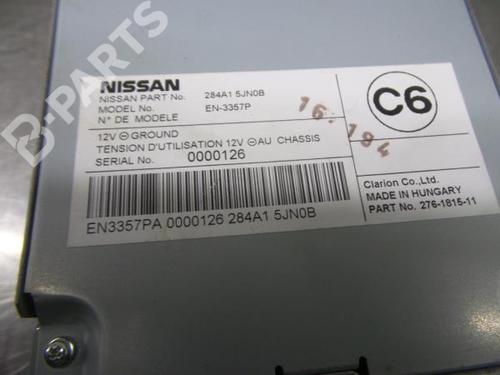 B-PARTS
NISSAN
NISSAN PART No. 284A1 5JN0B
MODEL No. EN-3357P
N° DE MODELE
12V ⊖ GROUND
TENSION D'UTILISATION 12V ⊖ AU CHASSIS
SERIAL No. 0000126
EN3357PA 0000126 284A1 5JN0B
16.194
C6
Clarion Co.,Ltd.
MADE IN HUNGARY
PART No. 276-1815-11